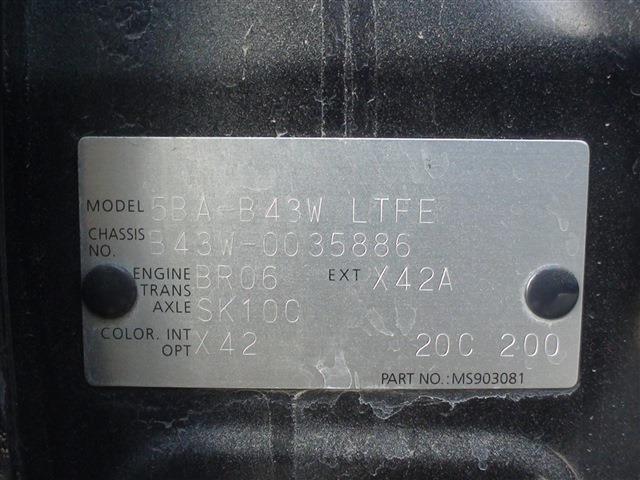 MODEL 5BA-B43W LTFE
CHASSIS NO. B43W-0035886
ENGINE BR06 EXT X42A
TRANS AXLE SK10C
COLOR. INT X42
OPT 20C 200
PART NO.:MS903081